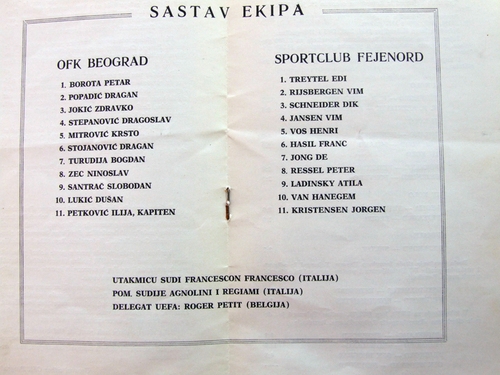 SASTAV EKIPA
OFK BEOGRAD
1. BOROTA PETAR
2. POPADIĆ DRAGAN
3. JOKIĆ ZDRAVKO
4. STEPANOVIĆ DRAGOSLAV
5. MITROVIĆ KRSTO
6. STOJANOVIĆ DRAGAN
7. TURUDIJA BOGDAN
8. ZEC NINOSLAV
9. SANTRAČ SLOBODAN
10. LUKIĆ DUŠAN
11. PETKOVIĆ ILIJA, KAPITEN
SPORTCLUB FEJENORD
1. TREYTEL EDI
2. RIJSBERGEN VIM
3. SCHNEIDER DIK
4. JANSEN VIM
5. VOS HENRI
6. HASIL FRANC
7. JONG DE
8. RESSEL PETER
9. LADINSKY ATILA
10. VAN HANEGEM
11. KRISTENSEN JORGEN
UTAKMICU SUDI FRANCESCON FRANCESCO (ITALIJA)
POM. SUDIJE AGNOLINI I REGIAMI (ITALIJA)
DELEGAT UEFA: ROGER PETIT (BELGIJA)